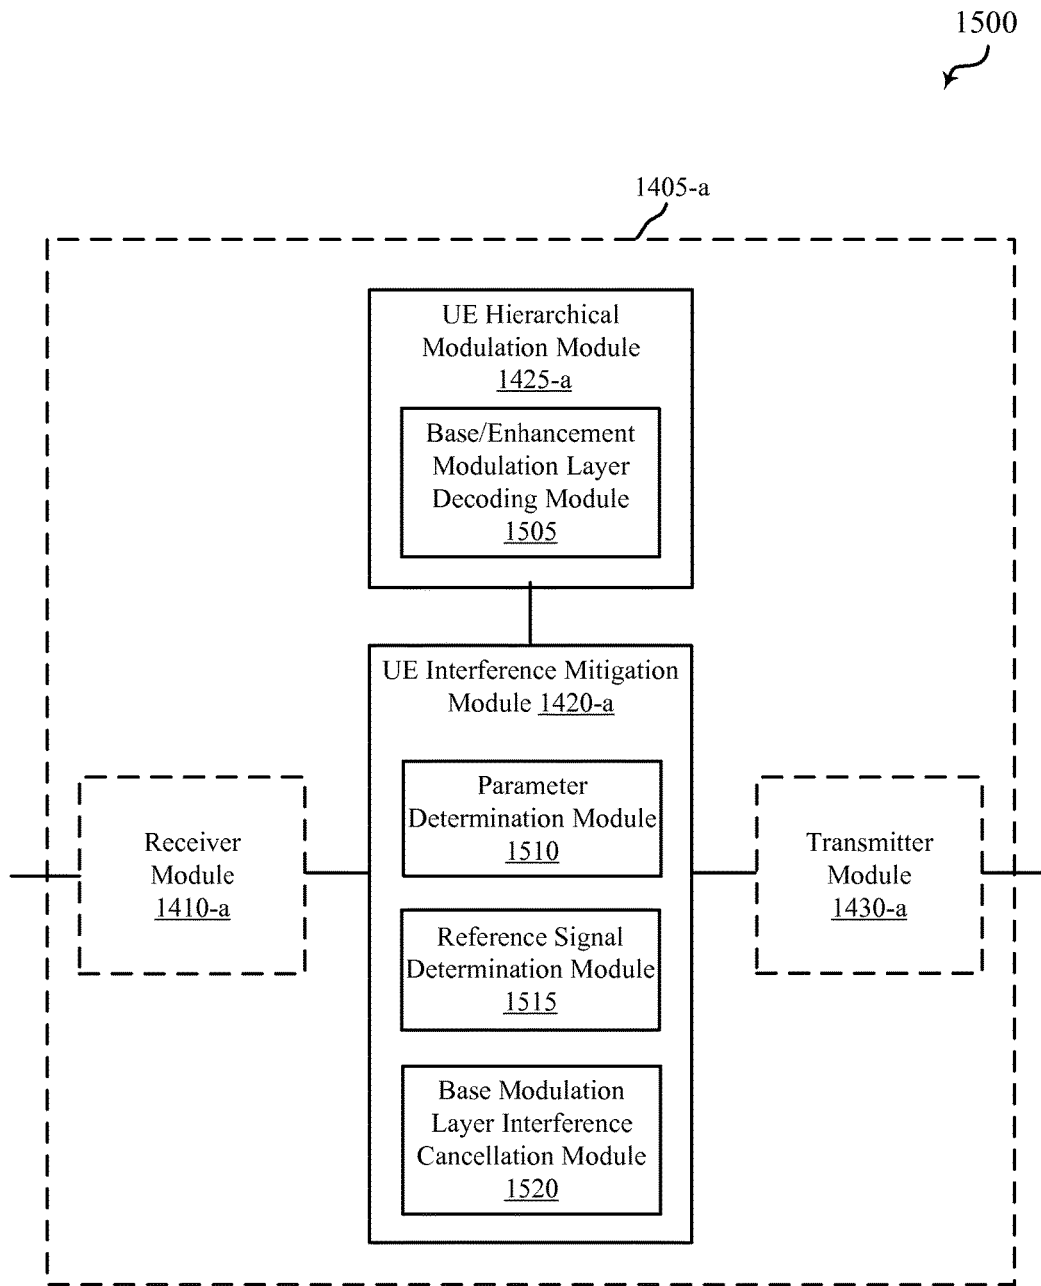 1500
1405-a
UE Hierarchical
Modulation Module
1425-a
Base/Enhancement
Modulation Layer
Decoding Module
1505
UE Interference Mitigation
Module 1420-a
Parameter
Determination Module
1510
Receiver
Module
1410-a
Transmitter
Module
1430-a
Reference Signal
Determination Module
1515
Base Modulation
Layer Interference
Cancellation Module
1520